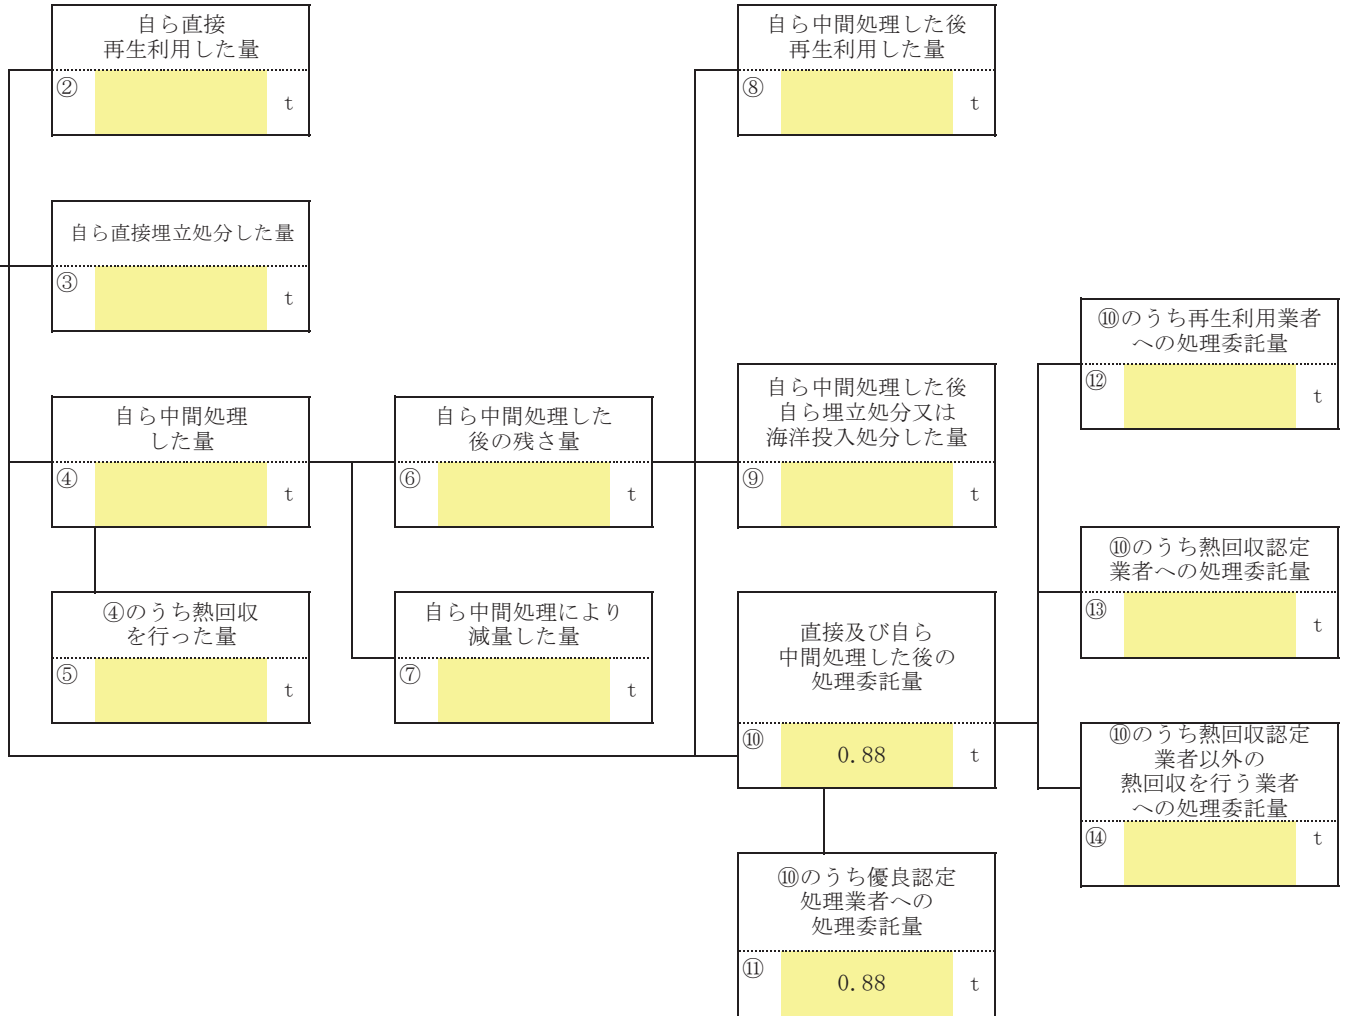 自ら直接
再生利用した量
②
t
自ら中間処理した後
再生利用した量
⑧
t
自ら直接埋立処分した量
③
t
⑩のうち再生利用業者
への処理委託量
⑫
t
自ら中間処理
した量
④
t
自ら中間処理した
後の残さ量
⑥
t
自ら中間処理した後
自ら埋立処分又は
海洋投入処分した量
⑨
t
⑩のうち熱回収認定
業者への処理委託量
⑬
t
④のうち熱回収
を行った量
⑤
t
自ら中間処理により
減量した量
⑦
t
直接及び自ら
中間処理した後の
処理委託量
⑩
0.88
t
⑩のうち熱回収認定
業者以外の
熱回収を行う業者
への処理委託量
⑭
t
⑩のうち優良認定
処理業者への
処理委託量
⑪
0.88
t